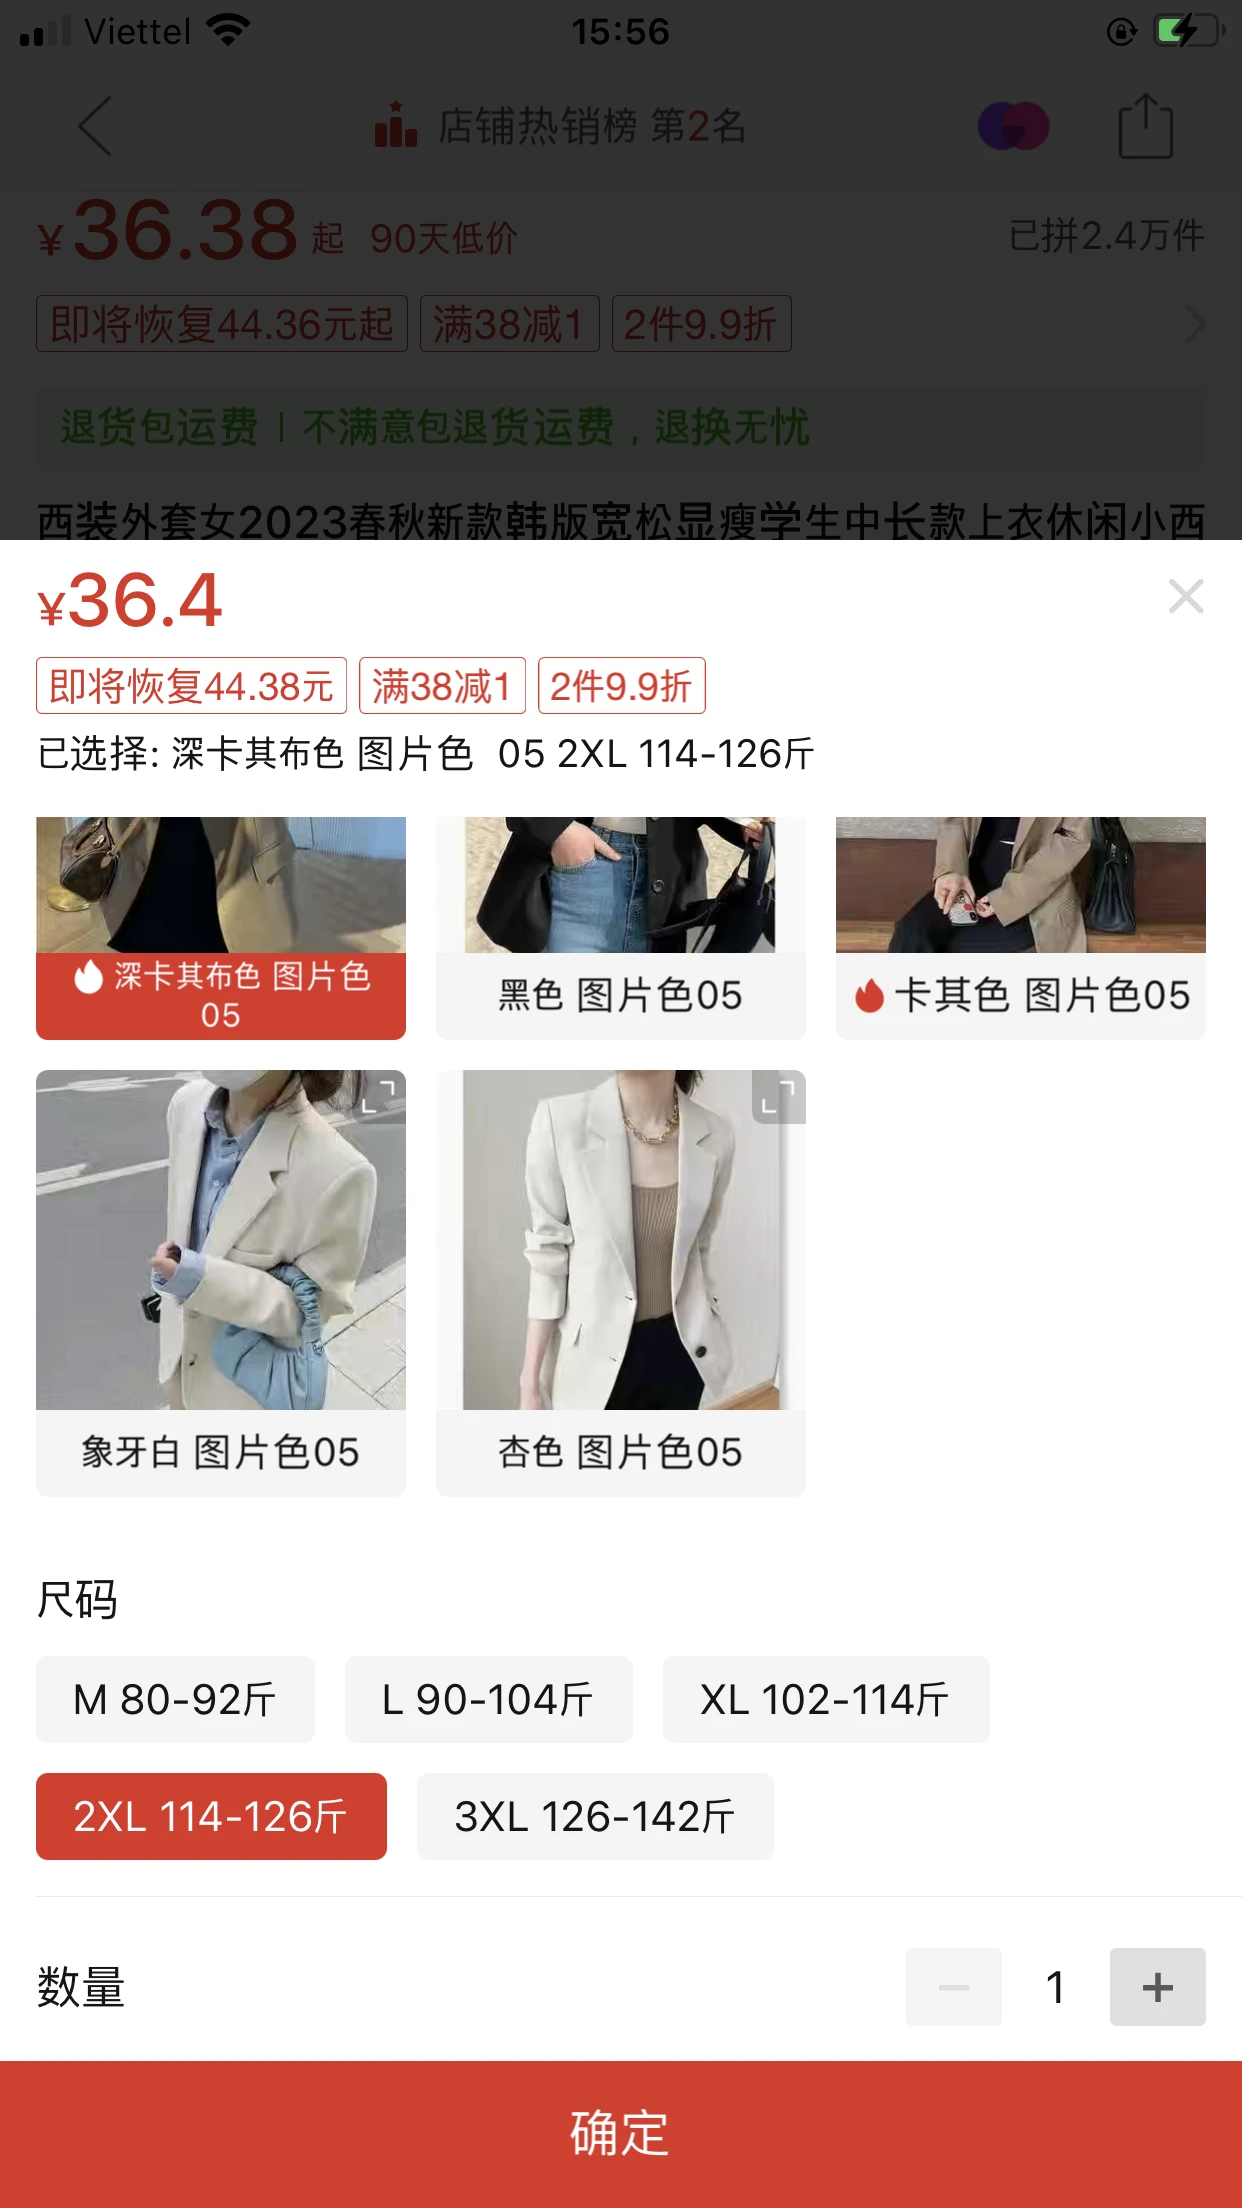 Viettel 15:56
店铺热销榜 第2名
¥36.38起 90天低价 已拼2.4万件
即将恢复44.36元起 满38减1 2件9.9折
退货包运费 | 不满意包退货运费，退换无忧
西装外套女2023春秋新款韩版宽松显瘦学生中长款上衣休闲小西
¥36.4
即将恢复44.38元 满38减1 2件9.9折
已选择: 深卡其布色 图片色 05 2XL 114-126斤
深卡其布色 图片色
05
黑色 图片色05
卡其色 图片色05
象牙白 图片色05
杏色 图片色05
尺码
M 80-92斤
L 90-104斤
XL 102-114斤
2XL 114-126斤
3XL 126-142斤
数量 − 1 +
确定